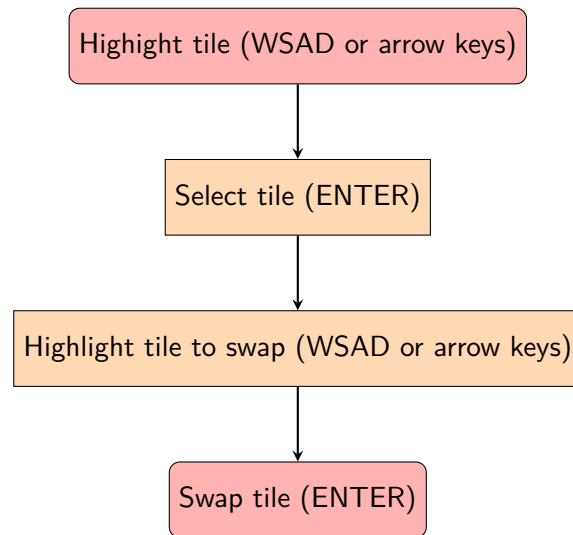 Highight tile (WSAD or arrow keys)
Select tile (ENTER)
Highlight tile to swap (WSAD or arrow keys)
Swap tile (ENTER)